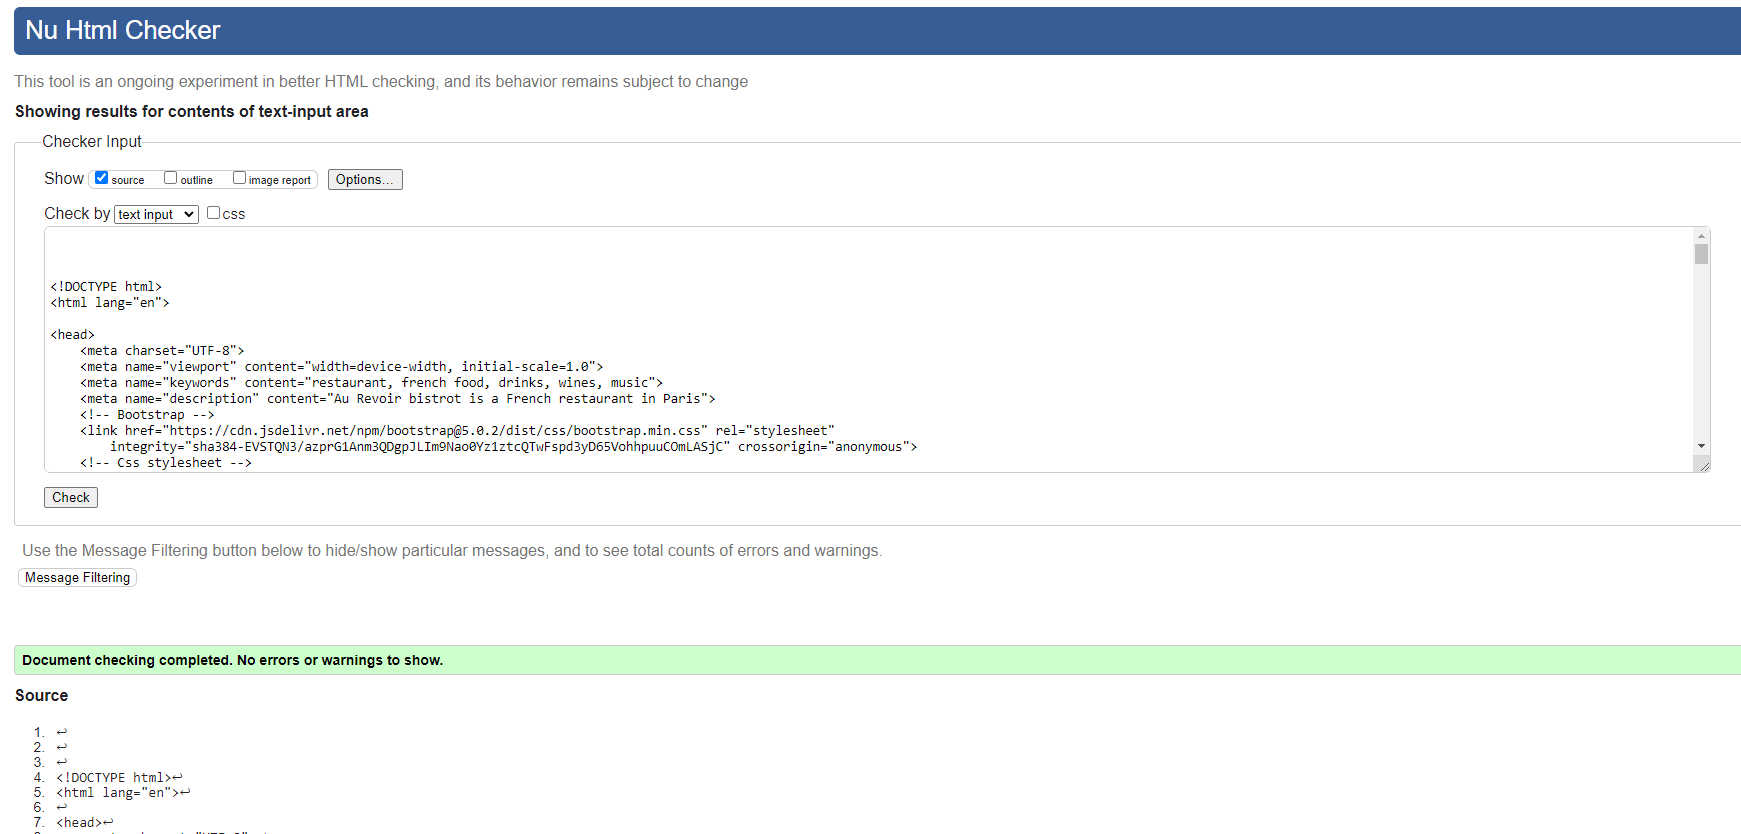 Nu Html Checker
This tool is an ongoing experiment in better HTML checking, and its behavior remains subject to change
Showing results for contents of text-input area
Checker Input
Show source outline image report Options...
Check by text input css
<!DOCTYPE html>
<html lang="en">
<head>
<meta charset="UTF-8">
<meta name="viewport" content="width=device-width, initial-scale=1.0">
<meta name="keywords" content="restaurant, french food, drinks, wines, music">
<meta name="description" content="Au Revoir bistrot is a French restaurant in Paris">
<!-- Bootstrap -->
<link href="https://cdn.jsdelivr.net/npm/bootstrap@5.0.2/dist/css/bootstrap.min.css" rel="stylesheet"
integrity="sha384-EVSTQN3/azprG1Anm3QDgpJLIm9Nao0Yz1ztcQTwFspd3yD65VohhpuuCOmLASjC" crossorigin="anonymous">
<!-- Css stylesheet -->
Check
Use the Message Filtering button below to hide/show particular messages, and to see total counts of errors and warnings.
Message Filtering
Document checking completed. No errors or warnings to show.
Source
1. ↩
2. ↩
3. ↩
4. <!DOCTYPE html>↩
5. <html lang="en">↩
6. ↩
7. <head>↩